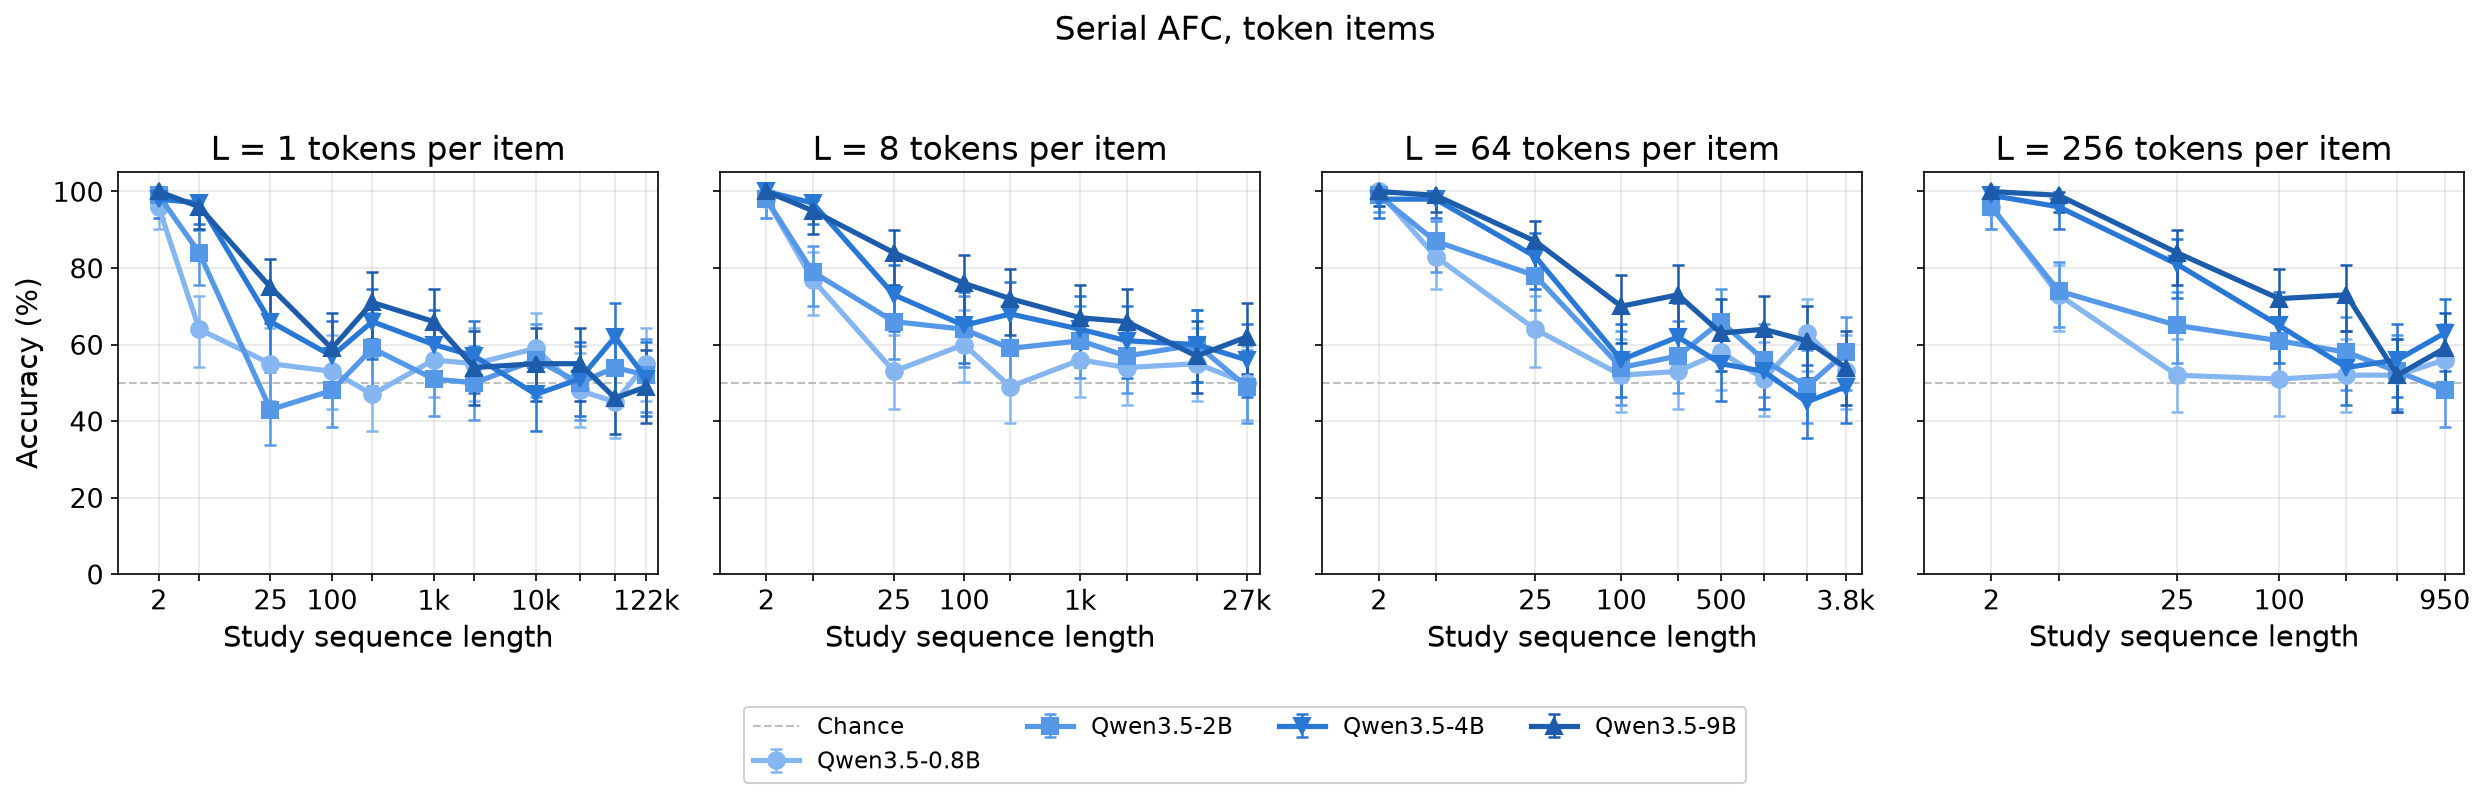 Serial AFC, token items
L = 1 tokens per item
L = 8 tokens per item
L = 64 tokens per item
L = 256 tokens per item
Accuracy (%)
100
80
60
40
20
0
2 25 100 1k 10k 122k
2 25 100 1k 27k
2 25 100 500 3.8k
2 25 100 950
Study sequence length
Study sequence length
Study sequence length
Study sequence length
Chance
Qwen3.5-0.8B
Qwen3.5-2B
Qwen3.5-4B
Qwen3.5-9B